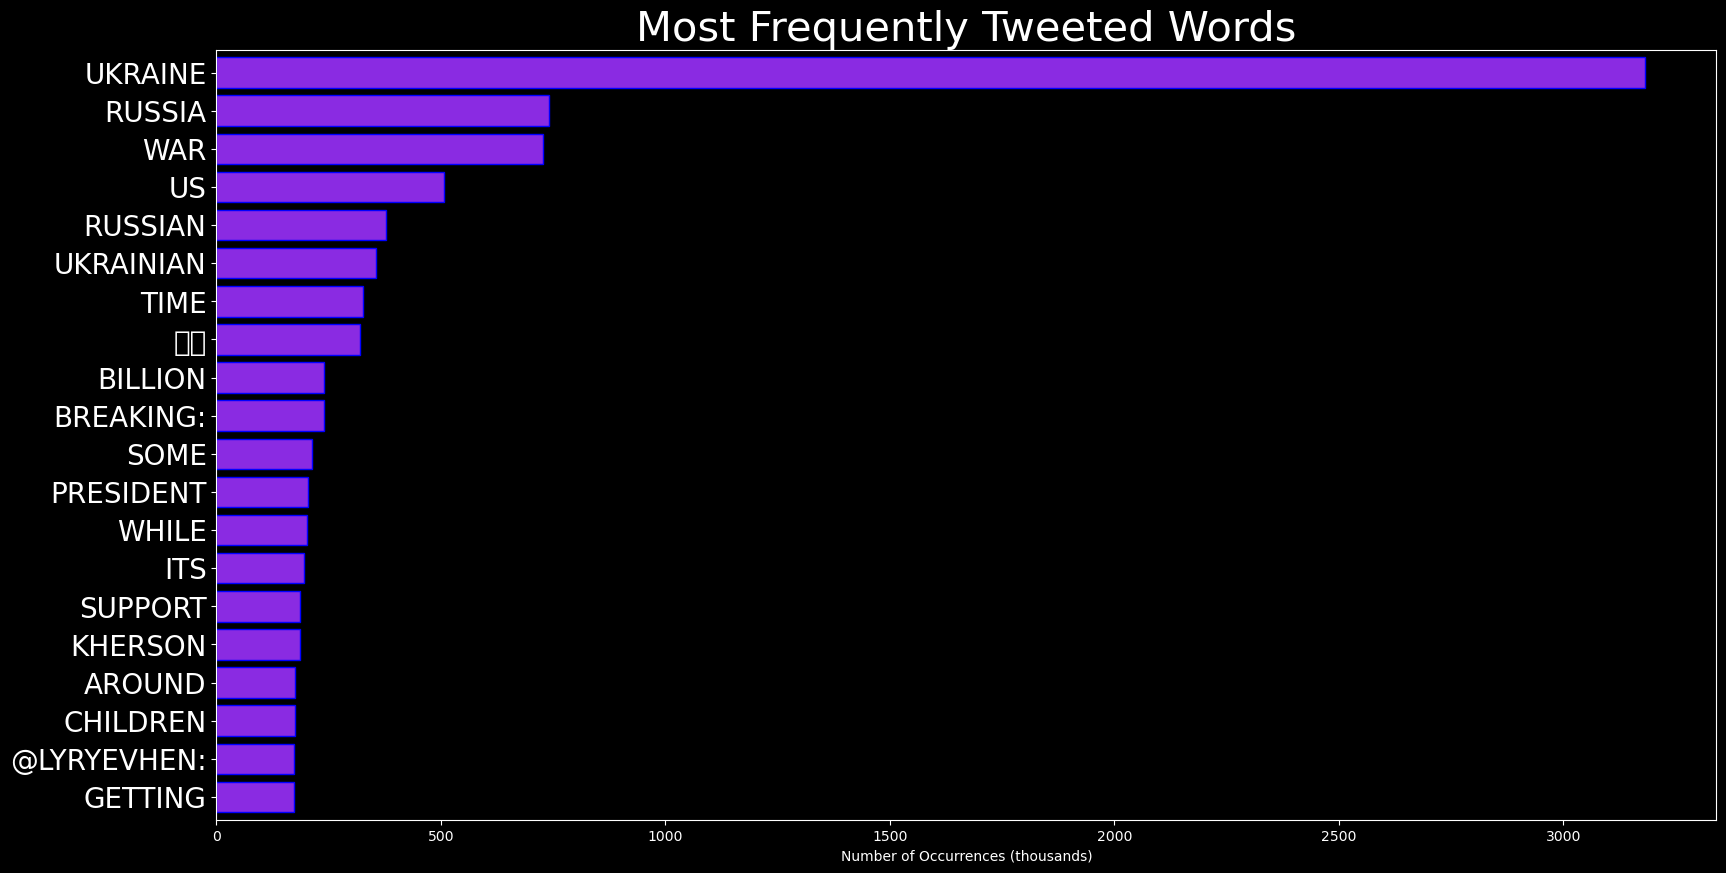 Most Frequently Tweeted Words
UKRAINE
RUSSIA
WAR
US
RUSSIAN
UKRAINIAN
TIME
BILLION
BREAKING:
SOME
PRESIDENT
WHILE
ITS
SUPPORT
KHERSON
AROUND
CHILDREN
@LYRYEVHEN:
GETTING
0 500 1000 1500 2000 2500 3000
Number of Occurrences (thousands)